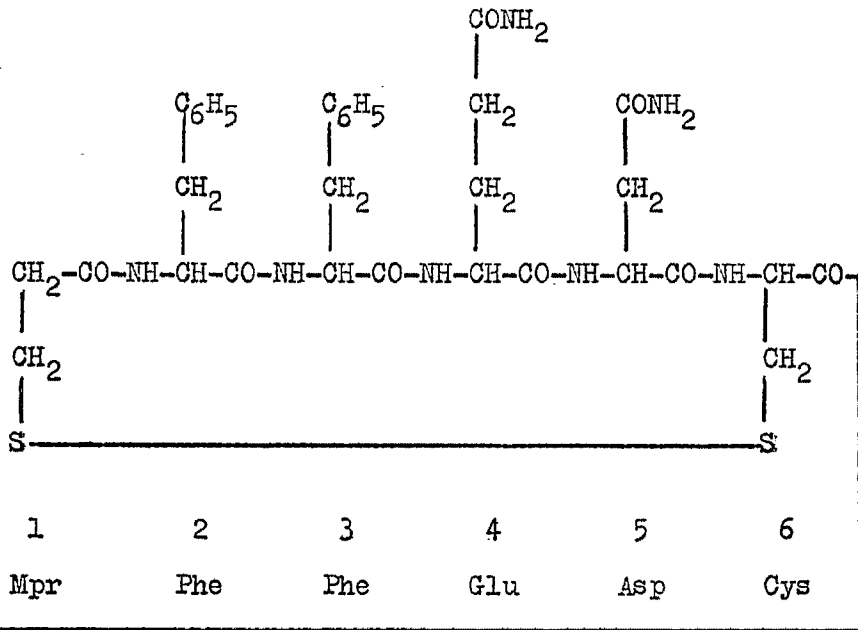 CONH2
C6H5 C6H5 CH2 CONH2
CH2 CH2 CH2 CH2
CH2-CO-NH-CH-CO-NH-CH-CO-NH-CH-CO-NH-CH-CO-NH-CH-CO-
CH2 CH2
S S
1 2 3 4 5 6
Mpr Phe Phe Glu Asp Cys